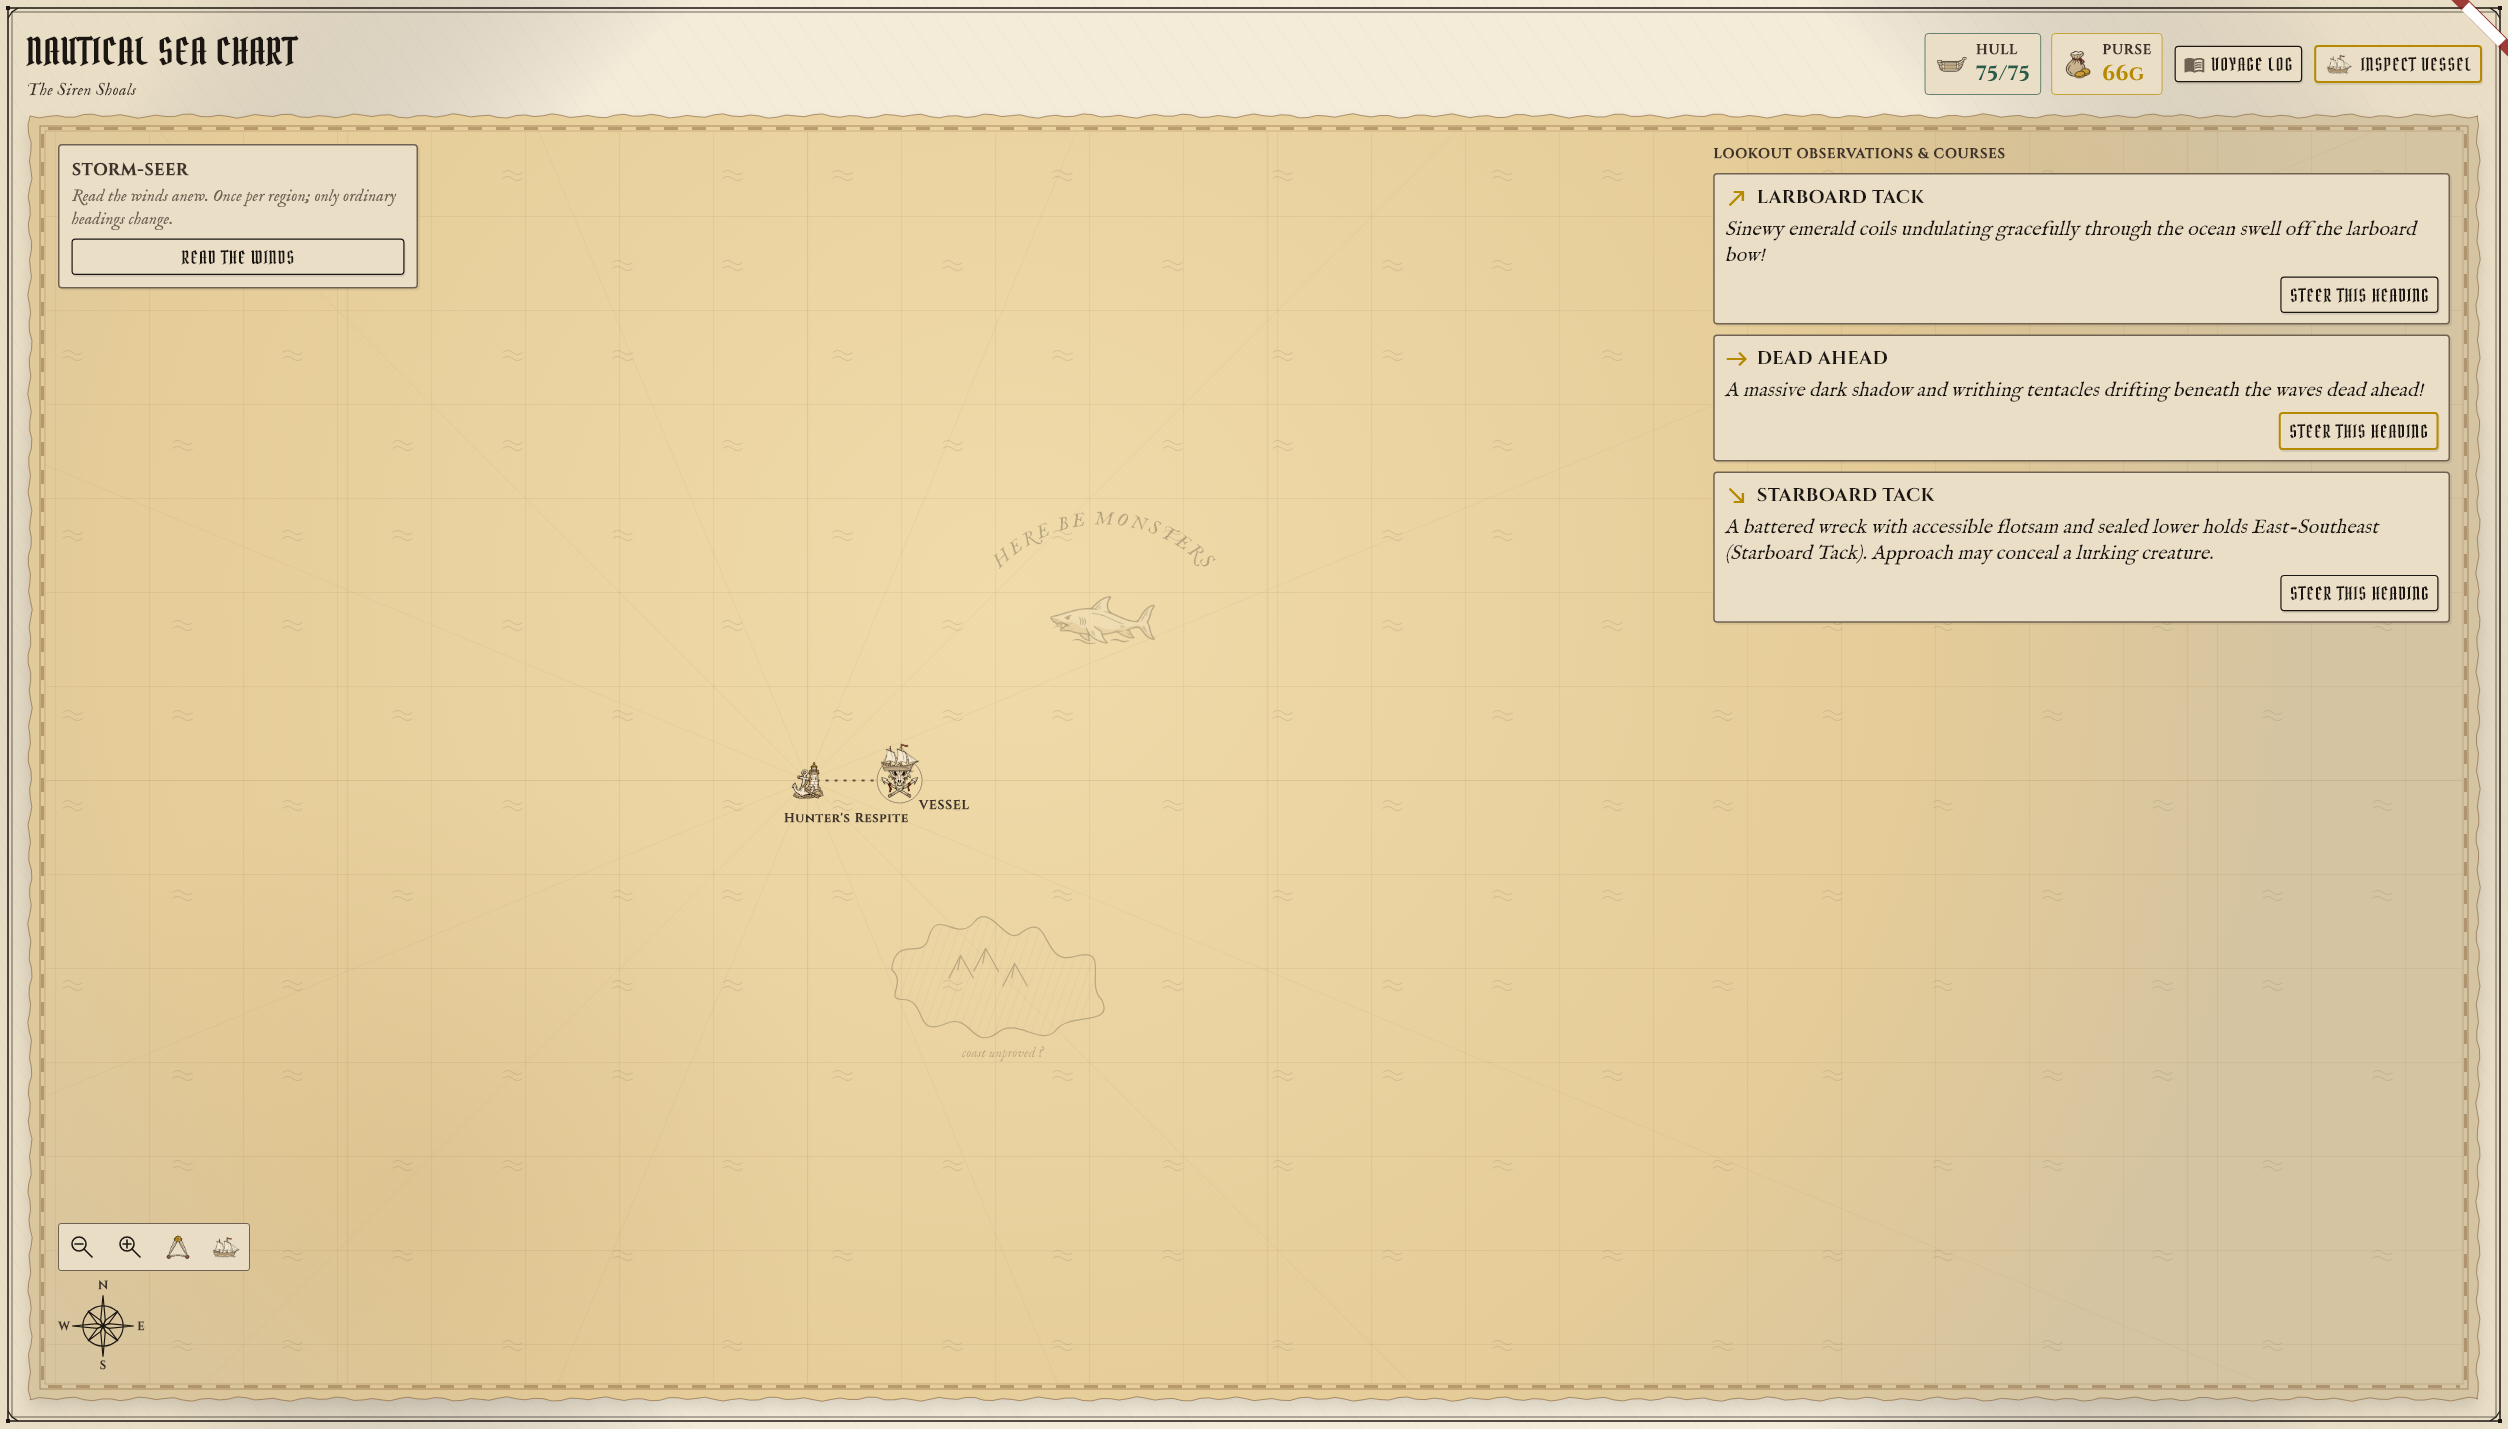 NAUTICAL SEA CHART
The Siren Shoals
HULL
75/75
PURSE
66G
VOYAGE LOG
INSPECT VESSEL
STORM-SEER
Read the winds anew. Once per region; only ordinary
headings change.
READ THE WINDS
LOOKOUT OBSERVATIONS & COURSES
LARBOARD TACK
Sinewy emerald coils undulating gracefully through the ocean swell off the larboard
bow!
STEER THIS HEADING
DEAD AHEAD
A massive dark shadow and writhing tentacles drifting beneath the waves dead ahead!
STEER THIS HEADING
STARBOARD TACK
A battered wreck with accessible flotsam and sealed lower holds East-Southeast
(Starboard Tack). Approach may conceal a lurking creature.
STEER THIS HEADING
HERE BE MONSTERS
VESSEL
HUNTER'S RESPITE
coast unproved?
N
W E
S